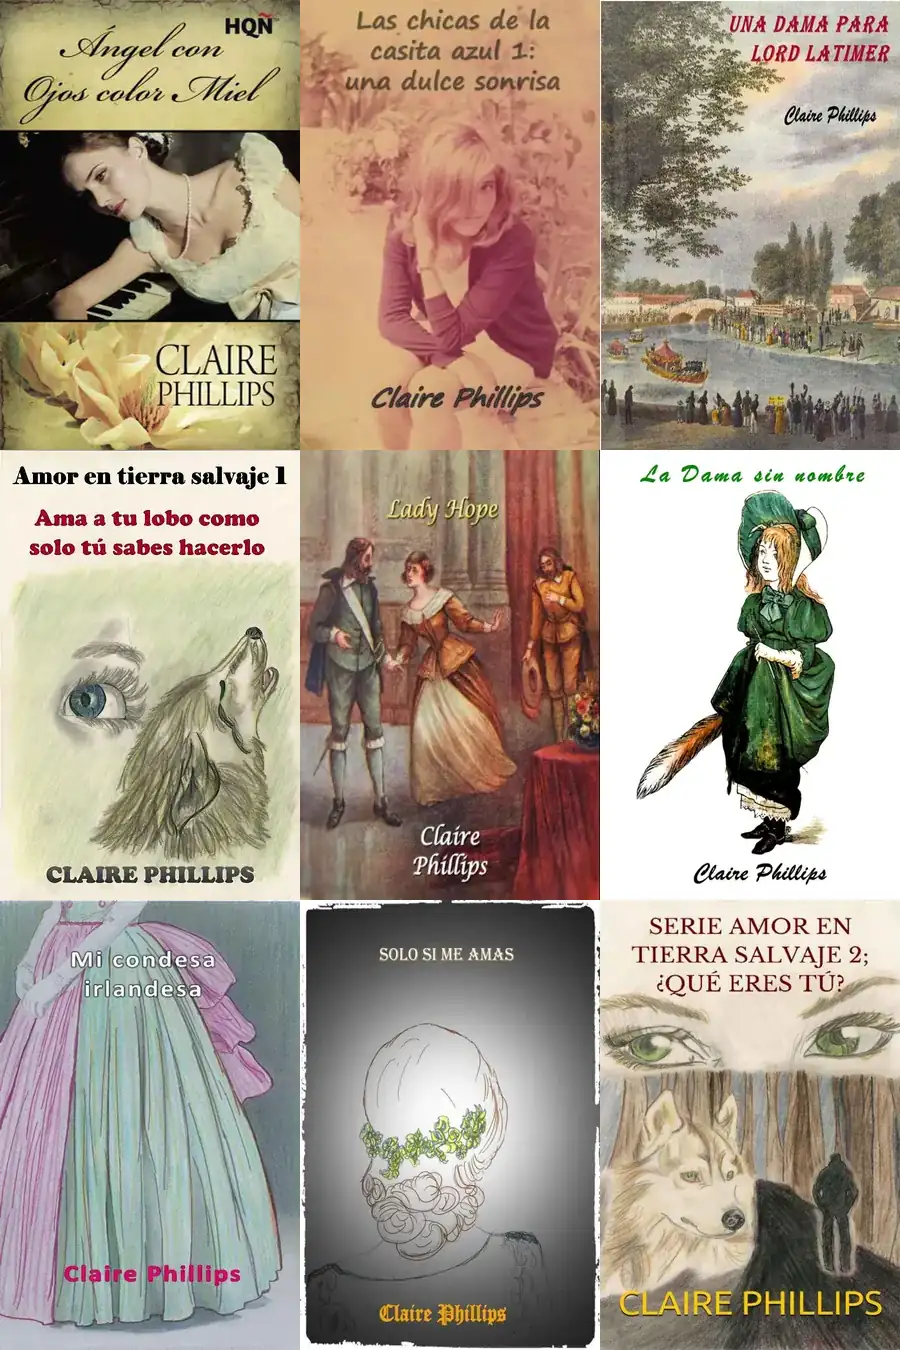 HQÑ
Ángel con
Ojos color Miel
CLAIRE
PHILLIPS
Las chicas de la
casita azul 1:
una dulce sonrisa
Claire Phillips
UNA DAMA PARA
LORD LATIMER
Claire Phillips
Amor en tierra salvaje 1
Ama a tu lobo como
solo tú sabes hacerlo
CLAIRE PHILLIPS
Lady Hope
Claire
Phillips
La Dama sin nombre
Claire Phillips
Mi condesa
irlandesa
Claire Phillips
SOLO SI ME AMAS
Claire Phillips
SERIE AMOR EN
TIERRA SALVAJE 2;
¿QUÉ ERES TÚ?
CLAIRE PHILLIPS